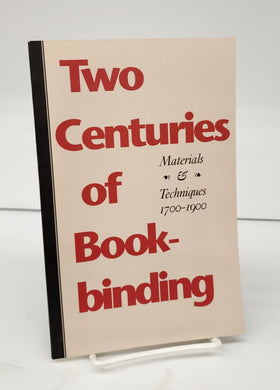 Two
Centuries
of
Book-
binding
Materials
❧ & ❧
Techniques
1700–1900